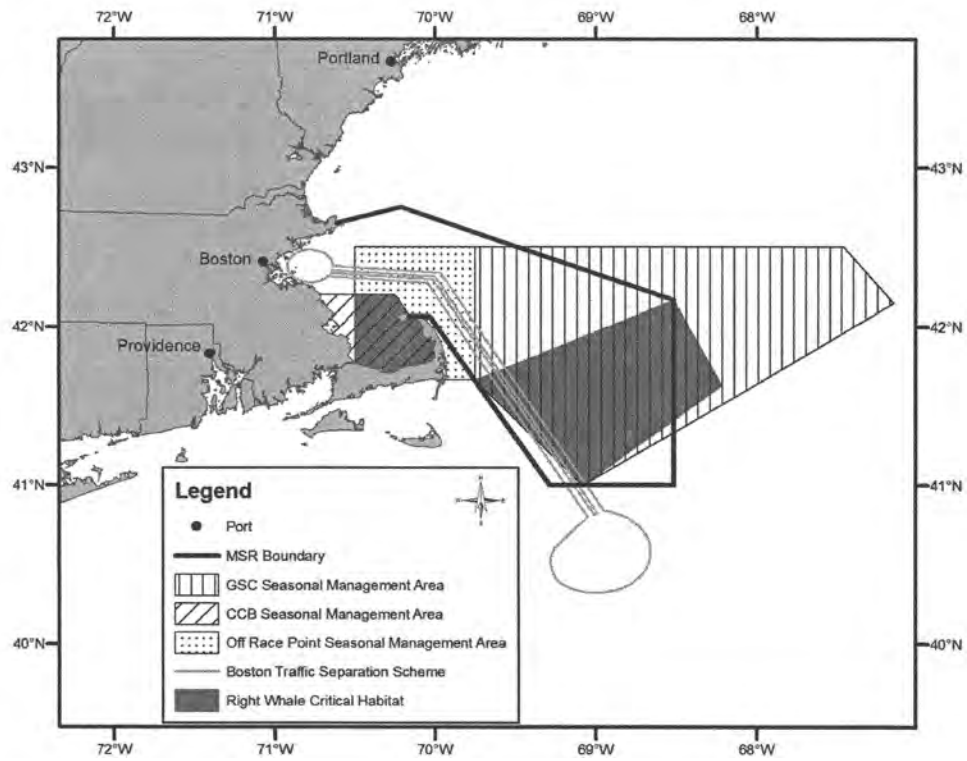 72°W 71°W 70°W 69°W 68°W
Portland
43°N 43°N
Boston
42°N 42°N
Providence
41°N 41°N
Legend
Port
MSR Boundary
GSC Seasonal Management Area
CCB Seasonal Management Area
Off Race Point Seasonal Management Area
Boston Traffic Separation Scheme
Right Whale Critical Habitat
40°N 40°N
72°W 71°W 70°W 69°W 68°W